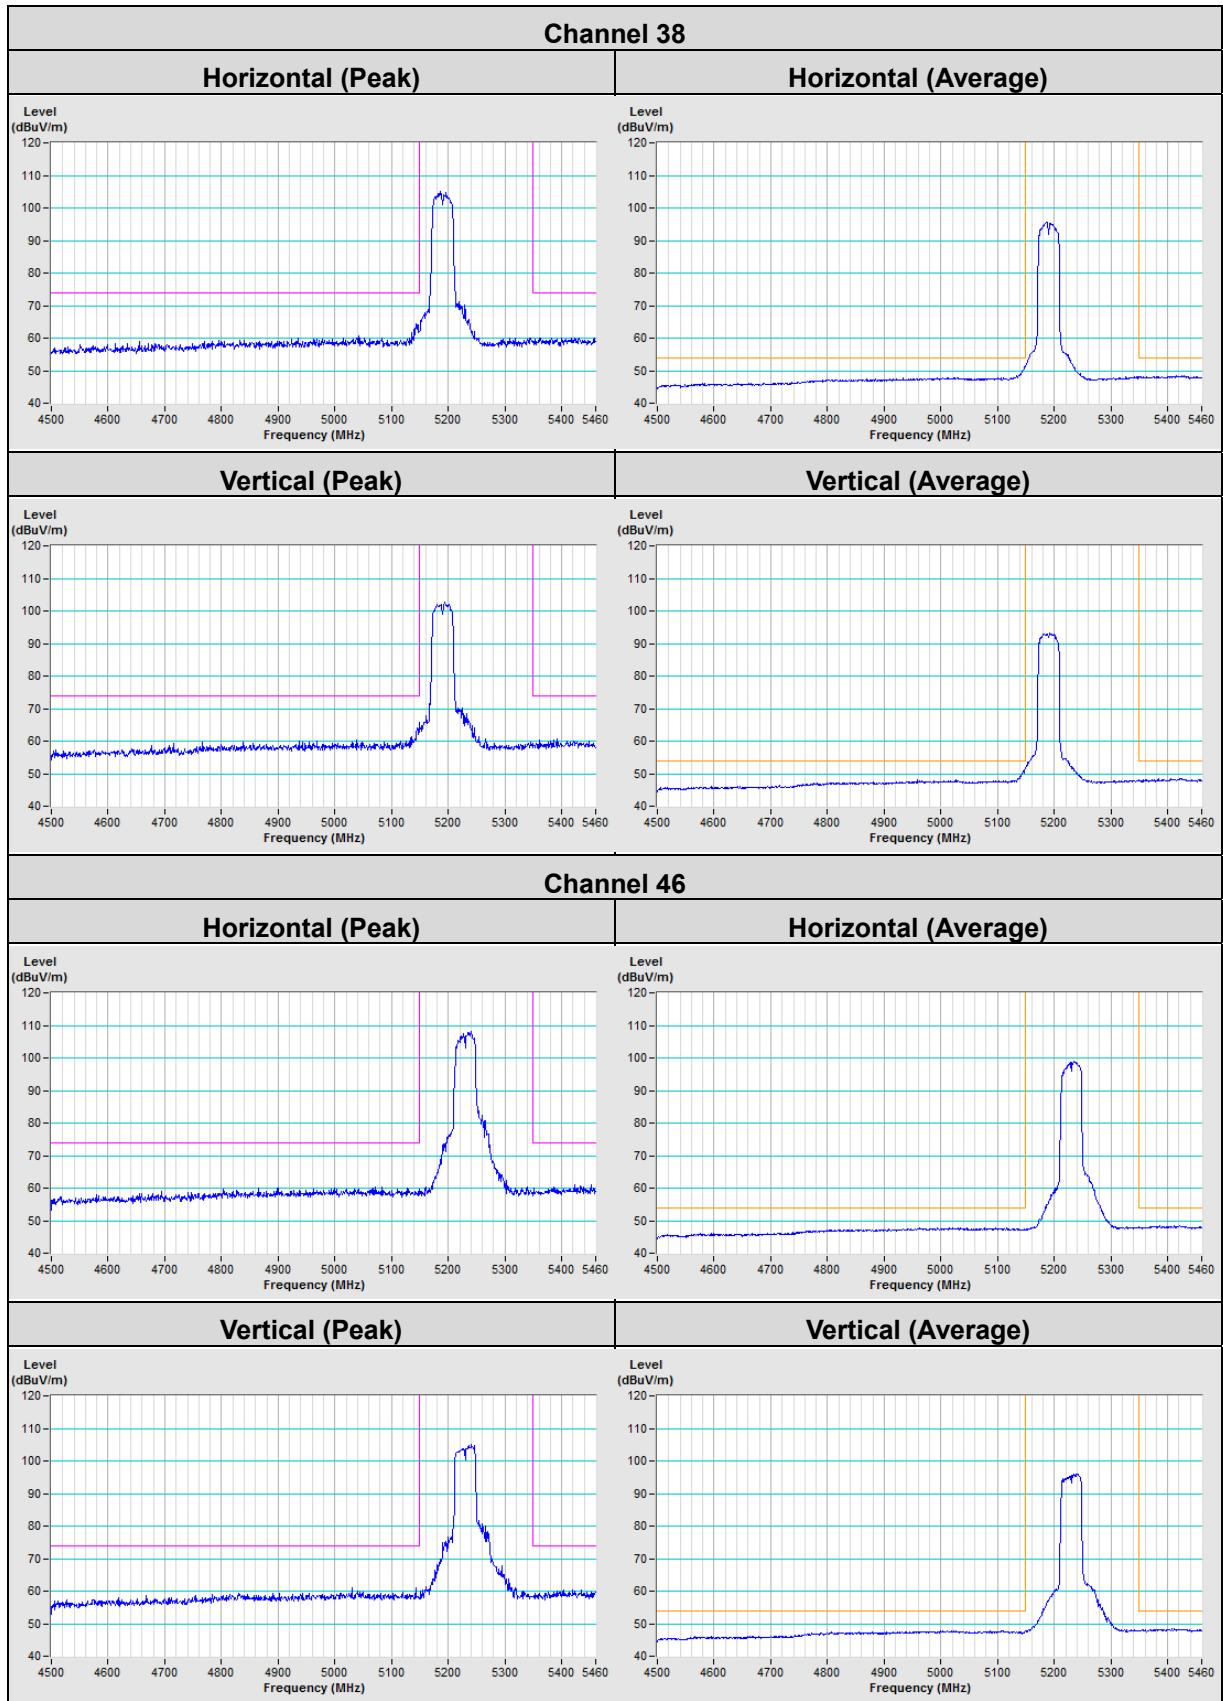 Channel 38
Horizontal (Peak) Horizontal (Average)
Level Level
(dBuV/m) (dBuV/m)
120 120
110 110
100 100
90 90
80 80
70 70
60 60
50 50
40 40
4500 4600 4700 4800 4900 5000 5100 5200 5300 5400 5460 4500 4600 4700 4800 4900 5000 5100 5200 5300 5400 5460
Frequency (MHz) Frequency (MHz)
Vertical (Peak) Vertical (Average)
Level Level
(dBuV/m) (dBuV/m)
120 120
110 110
100 100
90 90
80 80
70 70
60 60
50 50
40 40
4500 4600 4700 4800 4900 5000 5100 5200 5300 5400 5460 4500 4600 4700 4800 4900 5000 5100 5200 5300 5400 5460
Frequency (MHz) Frequency (MHz)
Channel 46
Horizontal (Peak) Horizontal (Average)
Level Level
(dBuV/m) (dBuV/m)
120 120
110 110
100 100
90 90
80 80
70 70
60 60
50 50
40 40
4500 4600 4700 4800 4900 5000 5100 5200 5300 5400 5460 4500 4600 4700 4800 4900 5000 5100 5200 5300 5400 5460
Frequency (MHz) Frequency (MHz)
Vertical (Peak) Vertical (Average)
Level Level
(dBuV/m) (dBuV/m)
120 120
110 110
100 100
90 90
80 80
70 70
60 60
50 50
40 40
4500 4600 4700 4800 4900 5000 5100 5200 5300 5400 5460 4500 4600 4700 4800 4900 5000 5100 5200 5300 5400 5460
Frequency (MHz) Frequency (MHz)